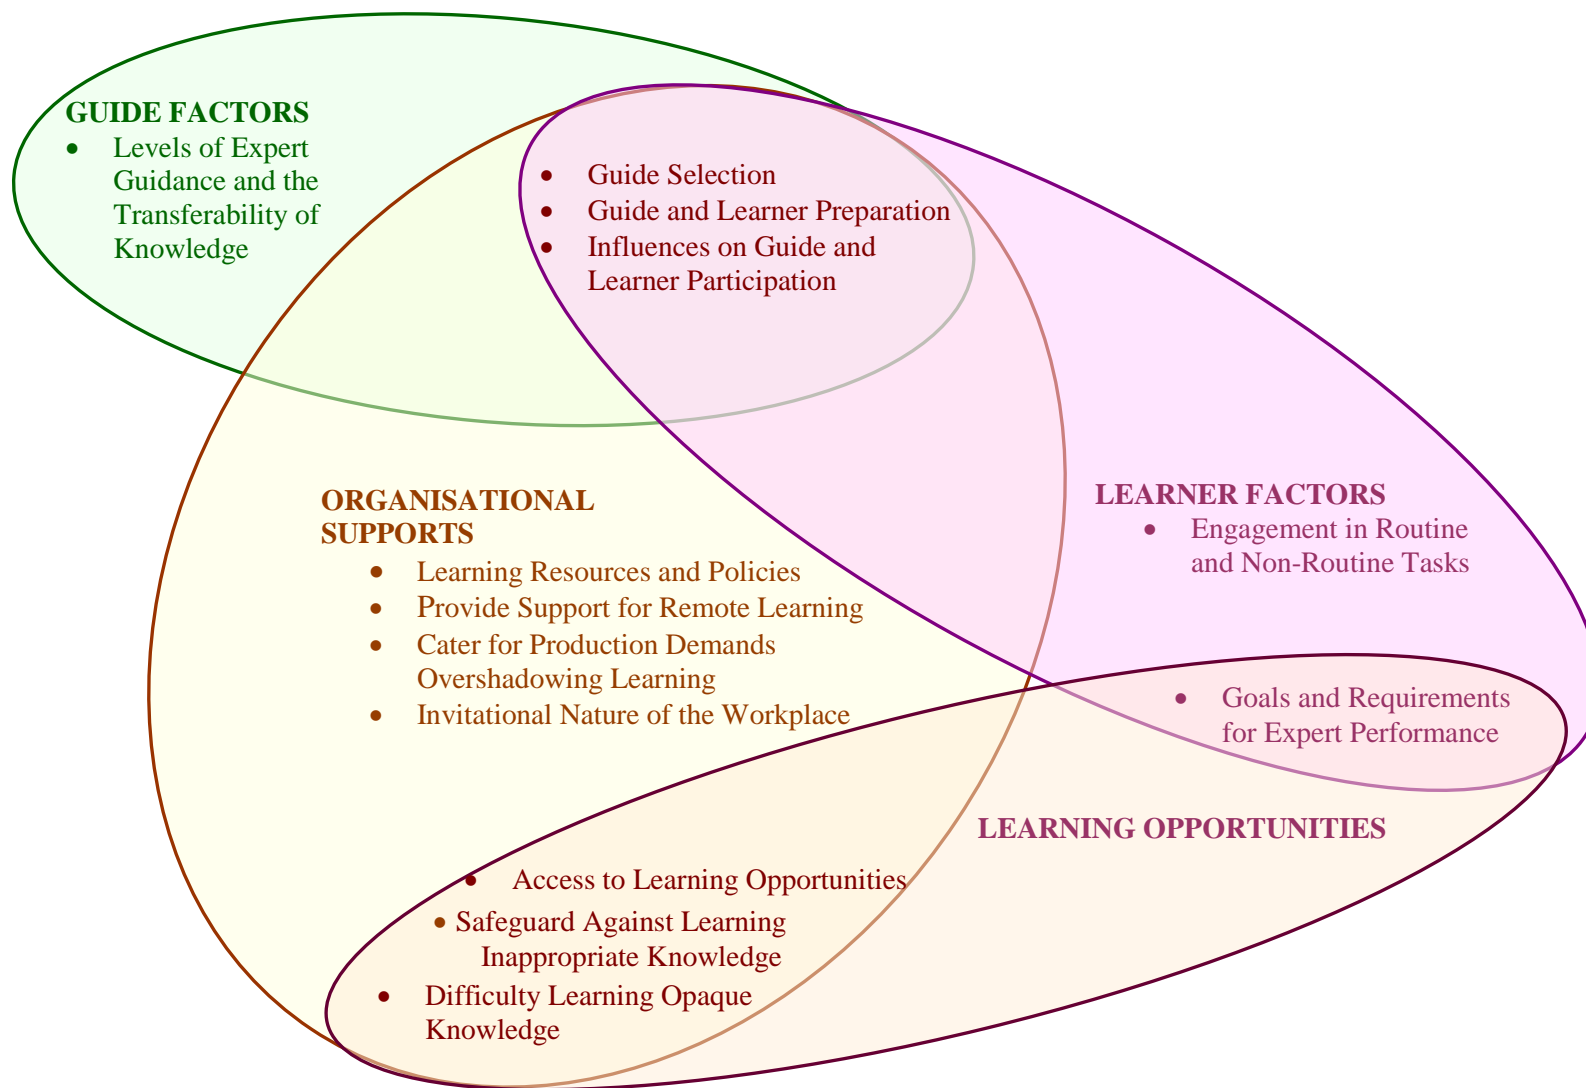 GUIDE FACTORS
• Levels of Expert
Guidance and the
Transferability of
Knowledge
• Guide Selection
• Guide and Learner Preparation
• Influences on Guide and
Learner Participation
ORGANISATIONAL
SUPPORTS
• Learning Resources and Policies
• Provide Support for Remote Learning
• Cater for Production Demands
Overshadowing Learning
• Invitational Nature of the Workplace
LEARNER FACTORS
• Engagement in Routine
and Non-Routine Tasks
• Goals and Requirements
for Expert Performance
LEARNING OPPORTUNITIES
• Access to Learning Opportunities
• Safeguard Against Learning
Inappropriate Knowledge
• Difficulty Learning Opaque
Knowledge